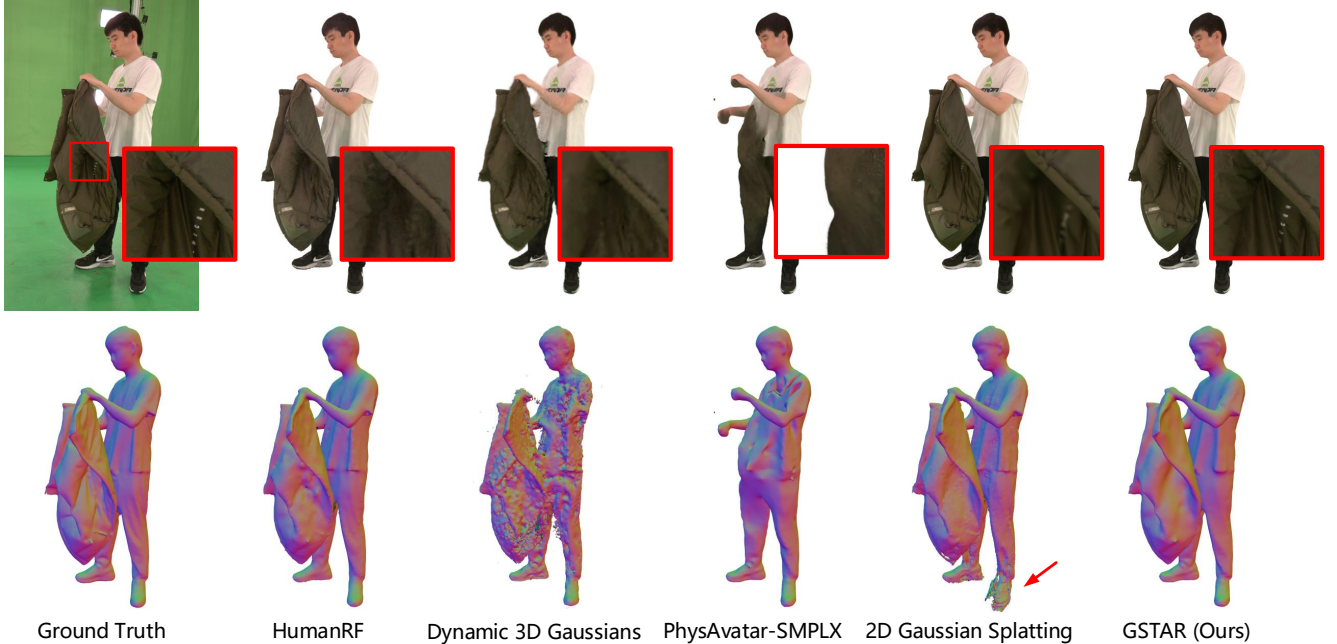 Ground Truth
HumanRF
Dynamic 3D Gaussians
PhysAvatar-SMPLX
2D Gaussian Splatting
GSTAR (Ours)